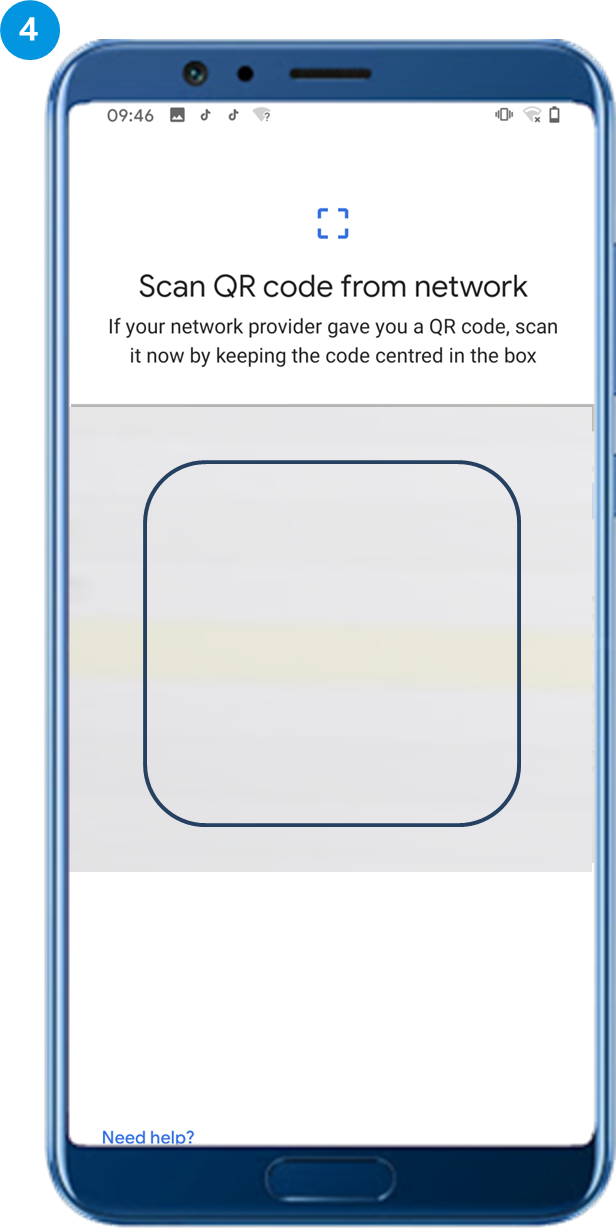 4
09:46
Scan QR code from network
If your network provider gave you a QR code, scan
it now by keeping the code centred in the box
Need help?